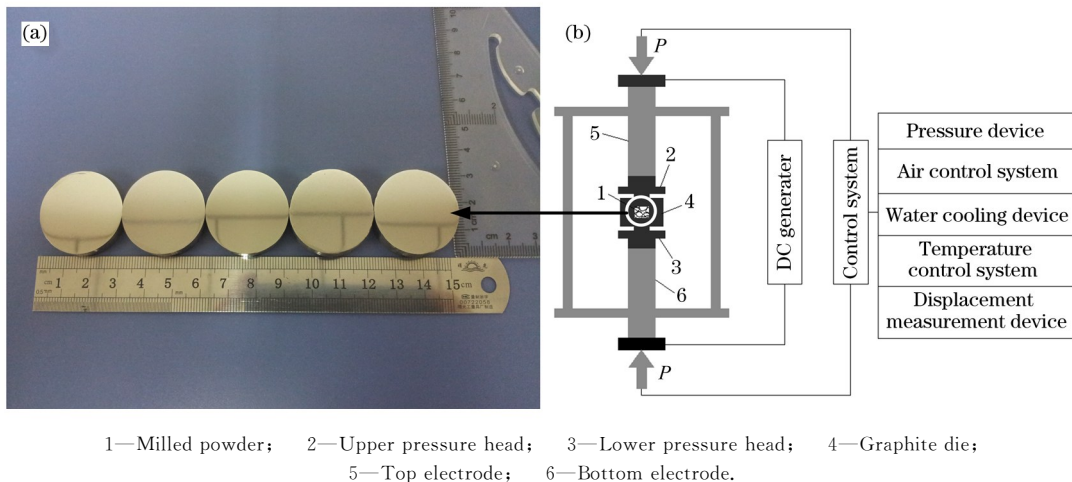 (a)
1 2 3 4 5 6 7 8 9 10 11 12 13 14 15cm
(b)
P
5
2
1
4
3
6
P
DC generater
Control system
Pressure device
Air control system
Water cooling device
Temperature
control system
Displacement
measurement device
1—Milled powder; 2—Upper pressure head; 3—Lower pressure head; 4—Graphite die;
5—Top electrode; 6—Bottom electrode.